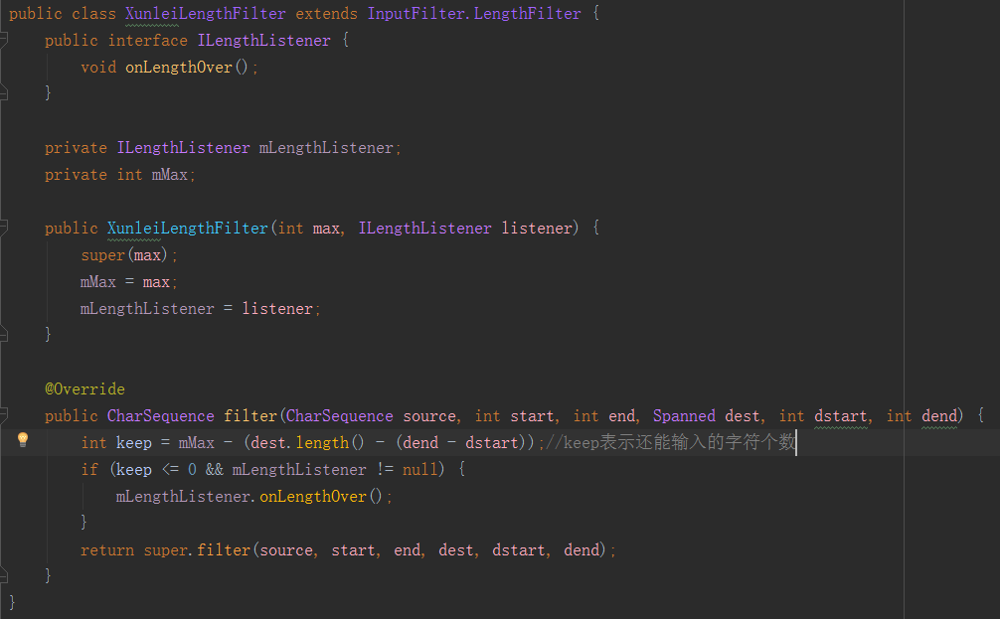 public class XunleiLengthFilter extends InputFilter.LengthFilter {
public interface ILengthListener {
void onLengthOver();
}
private ILengthListener mLengthListener;
private int mMax;
public XunleiLengthFilter(int max, ILengthListener listener) {
super(max);
mMax = max;
mLengthListener = listener;
}
@Override
public CharSequence filter(CharSequence source, int start, int end, Spanned dest, int dstart, int dend) {
int keep = mMax - (dest.length() - (dend - dstart));//keep表示还能输入的字符个数
if (keep <= 0 && mLengthListener != null) {
mLengthListener.onLengthOver();
}
return super.filter(source, start, end, dest, dstart, dend);
}
}